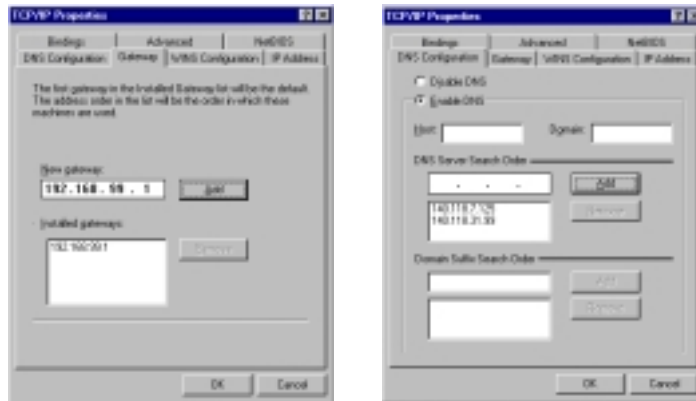 TCP/IP Properties
Bindings Advanced NetBIOS
DNS Configuration Gateway WINS Configuration IP Address
The first gateway in the Installed Gateway list will be the default.
The address order in the list will be the order in which these
machines are used.
New gateway:
192.168.99.1 Add
Installed gateways:
192.168.99.1 Remove
OK Cancel
TCP/IP Properties
Bindings Advanced NetBIOS
DNS Configuration Gateway WINS Configuration IP Address
Disable DNS
Enable DNS
Host: Domain:
DNS Server Search Order
Add
Remove
Domain Suffix Search Order
Add
Remove
OK Cancel